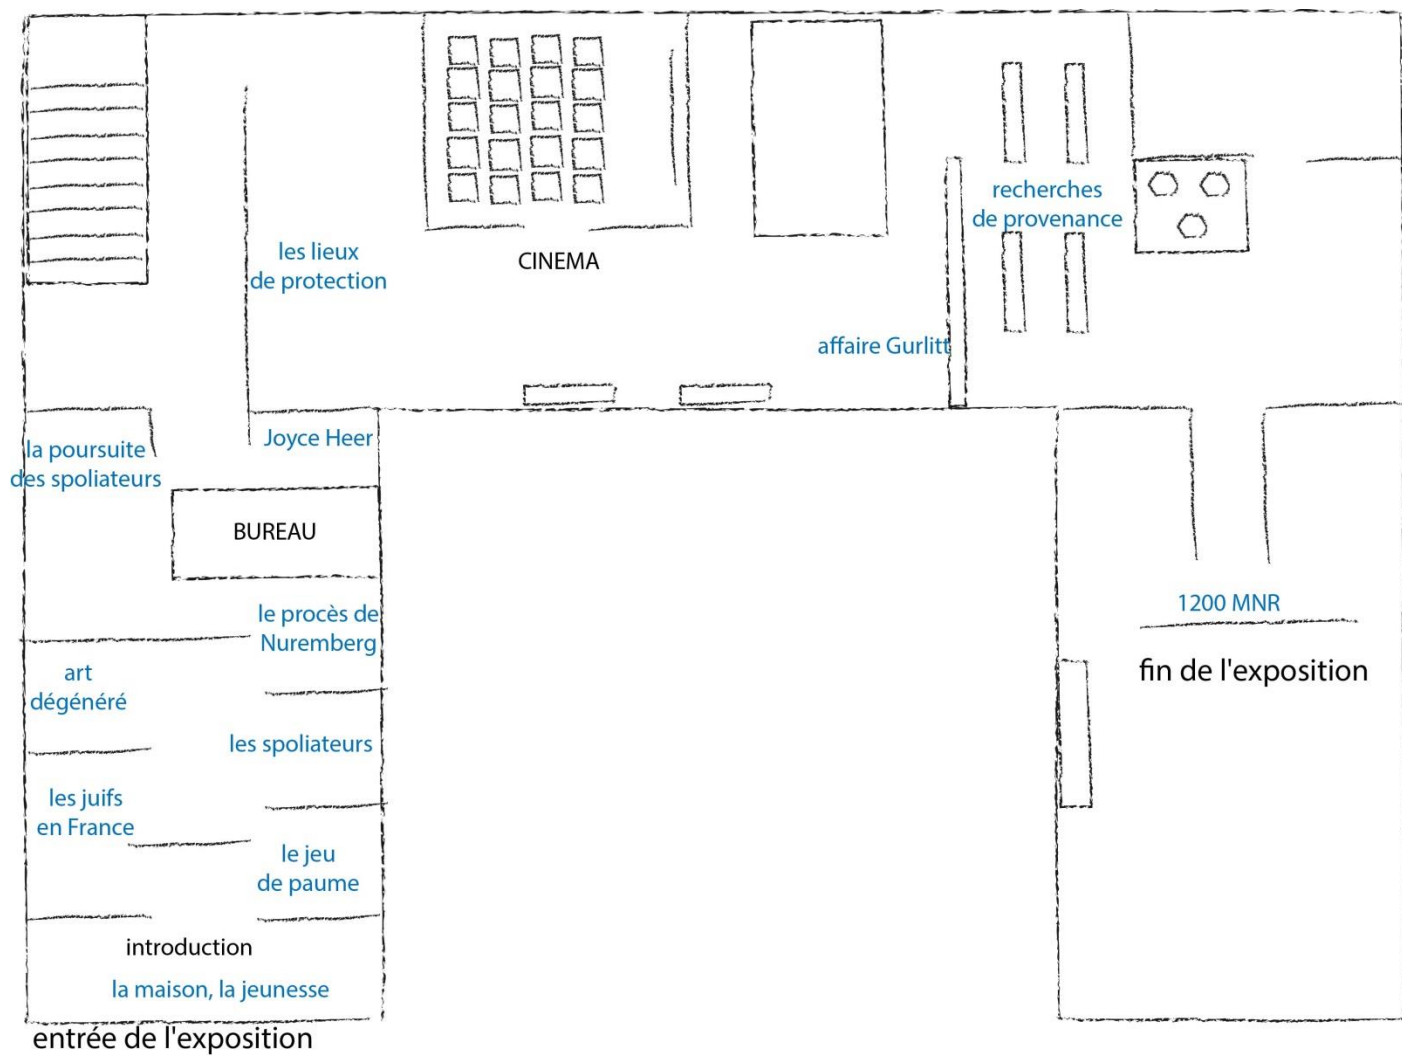 recherches
de provenance
les lieux
de protection
CINEMA
affaire Gurlitt
la poursuite
des spoliateurs
Joyce Heer
BUREAU
le procès de
Nuremberg
1200 MNR
fin de l'exposition
art
dégénéré
les spoliateurs
les juifs
en France
le jeu
de paume
introduction
la maison, la jeunesse
entrée de l'exposition